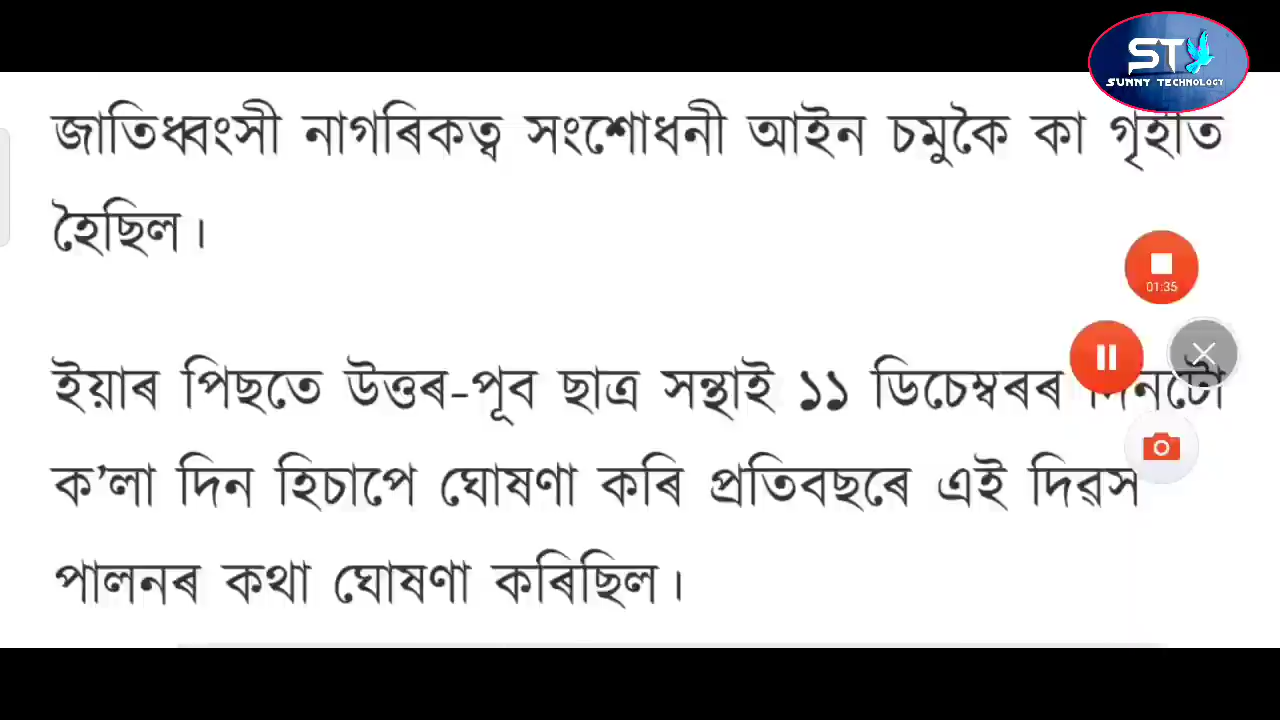 ST
SUNNY TECHNOLOGY
জাতিধ্বংসী নাগৰিকত্ব সংশোধনী আইন চমুকৈ কা গৃহীত
হৈছিল।
01:35
ইয়াৰ পিছতে উত্তৰ-পূব ছাত্ৰ সন্থাই ১১ ডিচেম্বৰৰ দিনটো
ক'লা দিন হিচাপে ঘোষণা কৰি প্ৰতিবছৰে এই দিৱস
পালনৰ কথা ঘোষণা কৰিছিল।